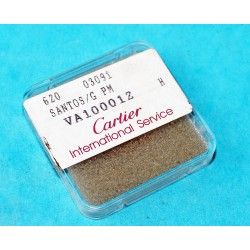 620 03091
SANTOS/G PM
VA100012 H
Cartier
International Service